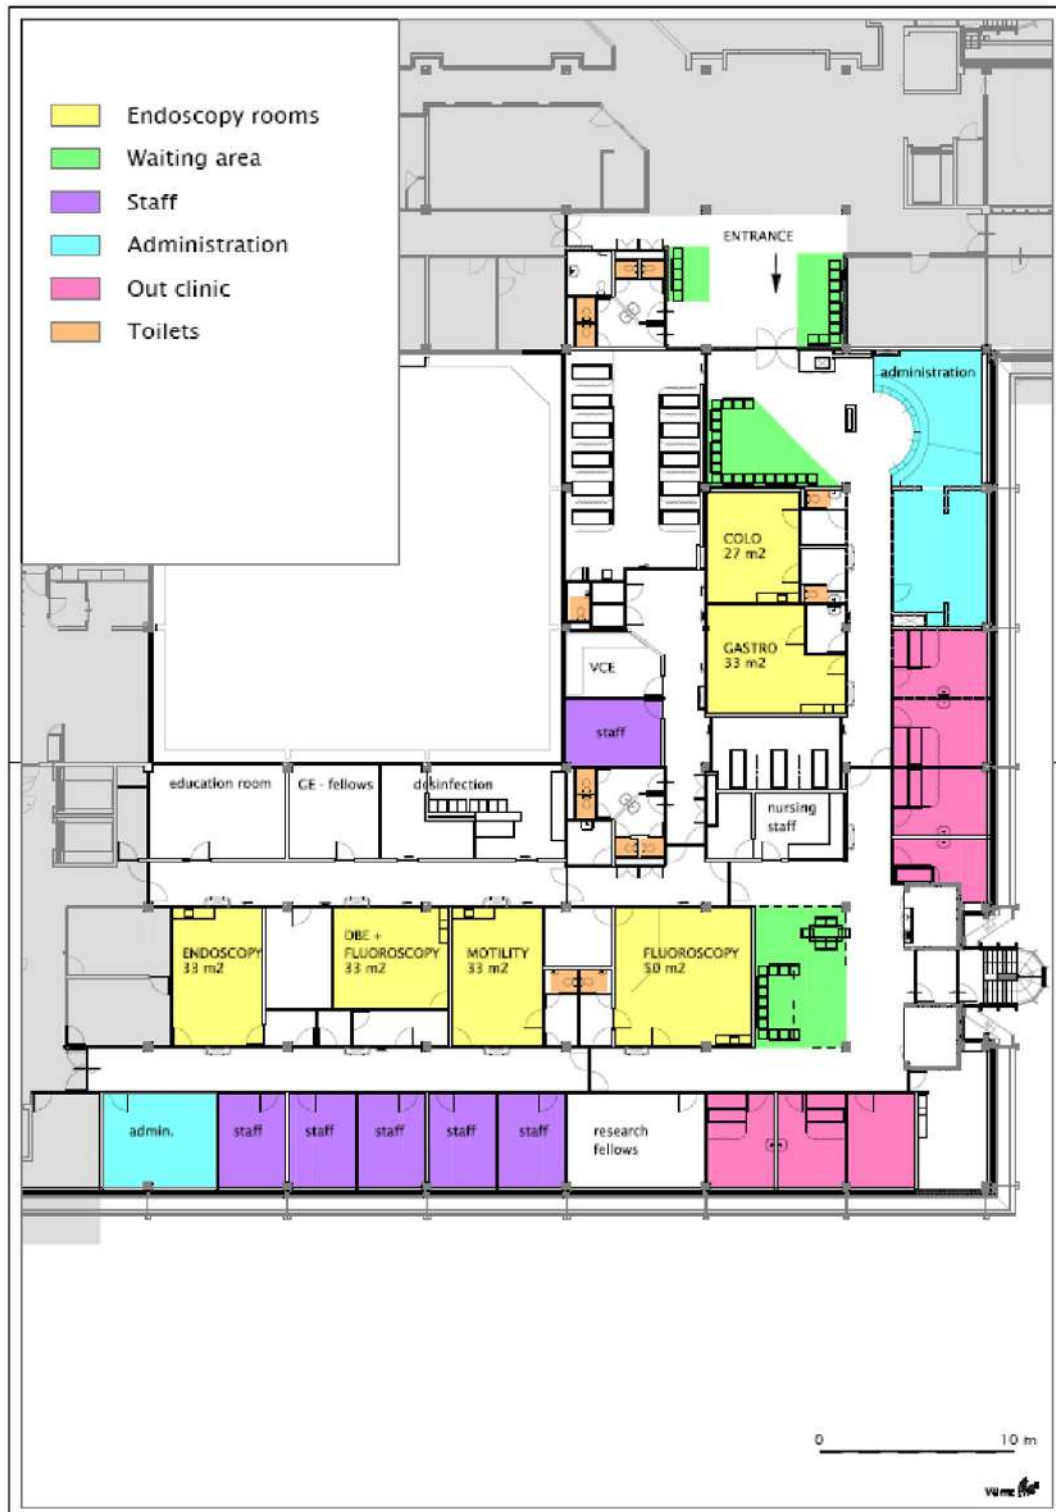 Endoscopy rooms
Waiting area
Staff
Administration
Out clinic
Toilets
ENTRANCE
administration
COLO
27 m2
GASTRO
33 m2
VCE
staff
education room
GE - fellows
desinfection
nursing
staff
ENDOSCOPY
33 m2
DBE +
FLUOROSCOPY
33 m2
MOTILITY
33 m2
FLUOROSCOPY
50 m2
admin.
staff
staff
staff
staff
staff
research
fellows
0
10 m